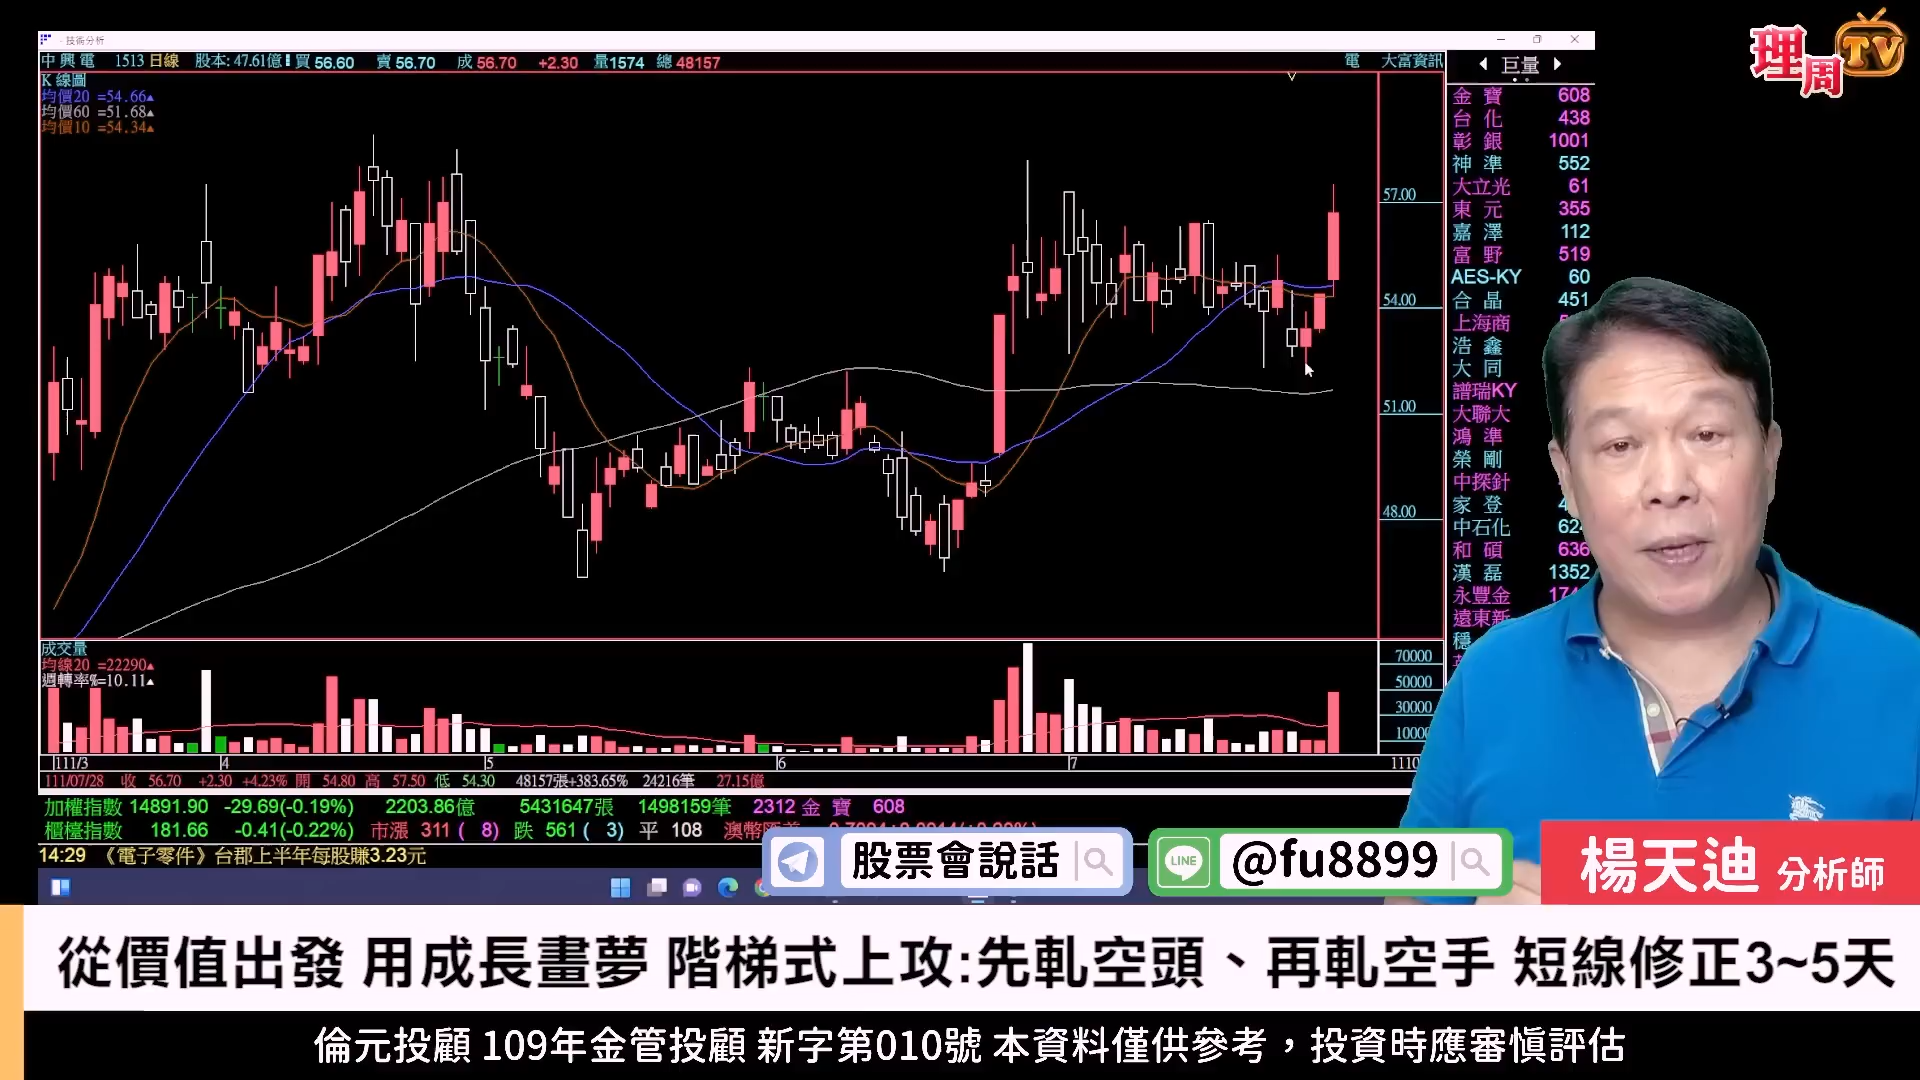 技術分析
理周TV
中興電 1513 日線 股本: 47.61億 買 56.60 賣 56.70 成 56.70 +2.30 量1574 總 48157 電 大富資訊
K 線圖
均價20 =54.66▲
均價60 =51.68▲
均價10 =54.34▲
57.00
54.00
51.00
48.00
巨量
金 寶 608
台 化 438
彰 銀 1001
神 準 552
大立光 61
東 元 355
嘉 澤 112
富 野 519
AES-KY 60
合 晶 451
上海商
浩 鑫
大 同
譜瑞KY
大聯大
鴻 準
榮 剛
中探針
家 登
中石化
和 碩 636
漢 磊 1352
永豐金
遠東新
穩
成交量
均線20 =22290▲
週轉率%=10.11▲
70000
50000
30000
10000
111/3 4 5 6 7
111/07/28 收 56.70 +2.30 +4.23% 開 54.80 高 57.50 低 54.30 48157張+383.65% 24216筆 27.15億
加權指數 14891.90 -29.69(-0.19%) 2203.86億 5431647張 1498159筆 2312 金 寶 608
櫃檯指數 181.66 -0.41(-0.22%) 市漲 311 ( 8) 跌 561 ( 3) 平 108
14:29 《電子零件》台郡上半年每股賺3.23元
股票會說話
LINE @fu8899
楊天迪 分析師
從價值出發 用成長畫夢 階梯式上攻:先軋空頭、再軋空手 短線修正3~5天
倫元投顧 109年金管投顧 新字第010號 本資料僅供參考，投資時應審慎評估